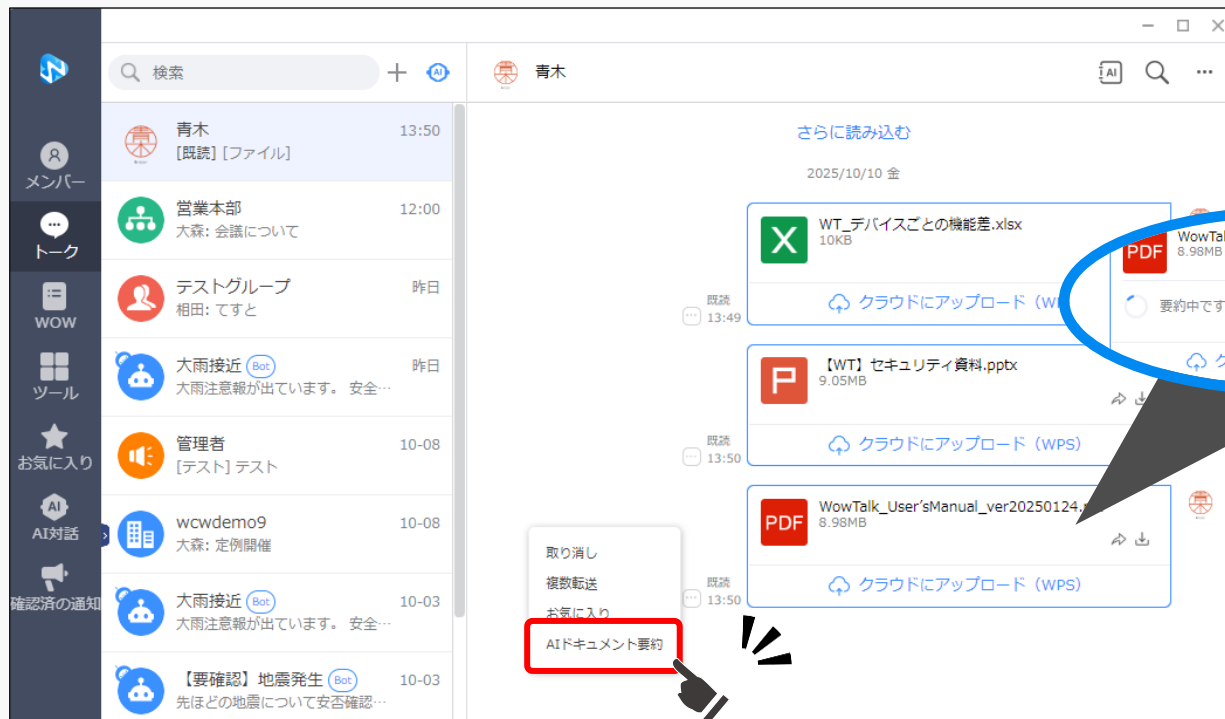 検索
AI
青木
AI
メンバー
トーク
WOW
ツール
お気に入り
AI
AI対話
確認済の通知
青木
13:50
[既読] [ファイル]
営業本部
12:00
大森: 会議について
テストグループ
昨日
相田: てすと
大雨接近 Bot
昨日
大雨注意報が出ています。 安全…
管理者
10-08
[テスト] テスト
wcwdemo9
10-08
大森: 定例開催
大雨接近 Bot
10-03
大雨注意報が出ています。 安全…
【要確認】地震発生 Bot
10-03
先ほどの地震について安否確認…
さらに読み込む
2025/10/10 金
X
WT_デバイスごとの機能差.xlsx
10KB
クラウドにアップロード（W
既読
13:49
P
【WT】セキュリティ資料.pptx
9.05MB
クラウドにアップロード（WPS）
既読
13:50
PDF
WowTalk_User’sManual_ver20250124.
8.98MB
クラウドにアップロード（WPS）
既読
13:50
PDF
WowTal
8.98MB
要約中です
ク
取り消し
複数転送
お気に入り
AIドキュメント要約